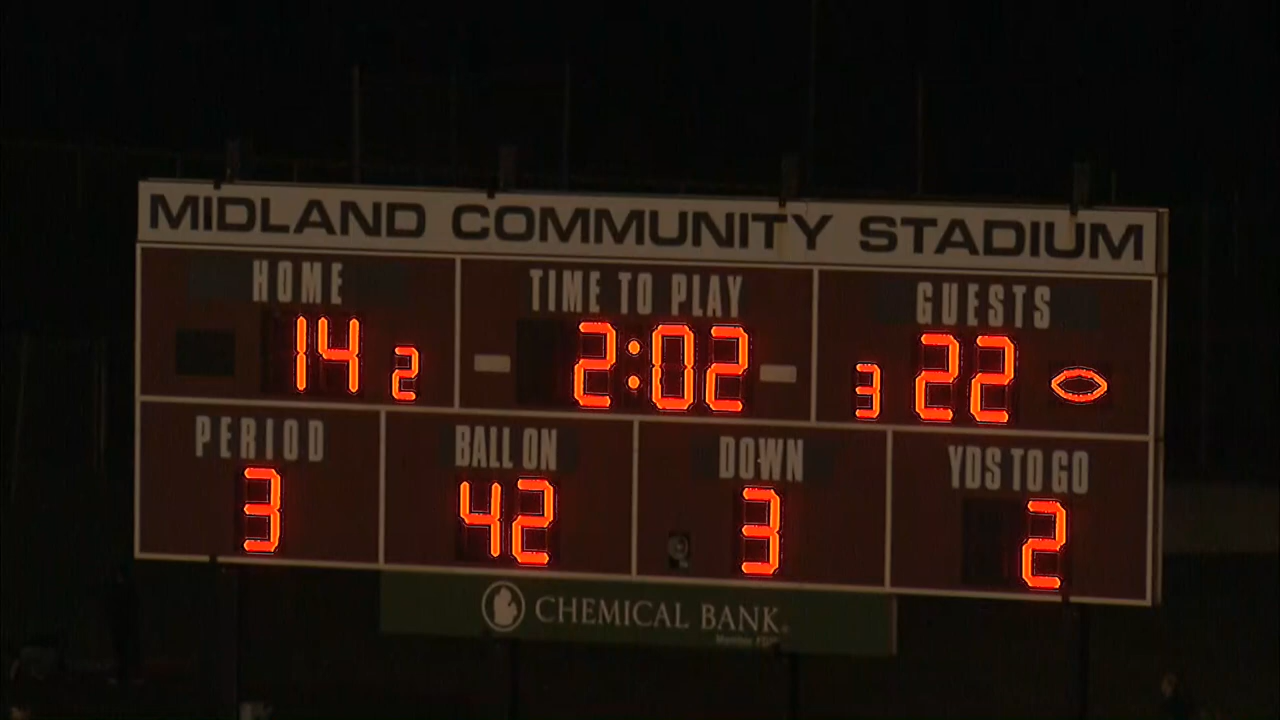 MIDLAND COMMUNITY STADIUM
HOME TIME TO PLAY GUESTS
14 2 2:02 3 22
PERIOD BALL ON DOWN YDS TO GO
3 42 3 2
CHEMICAL BANK
Member